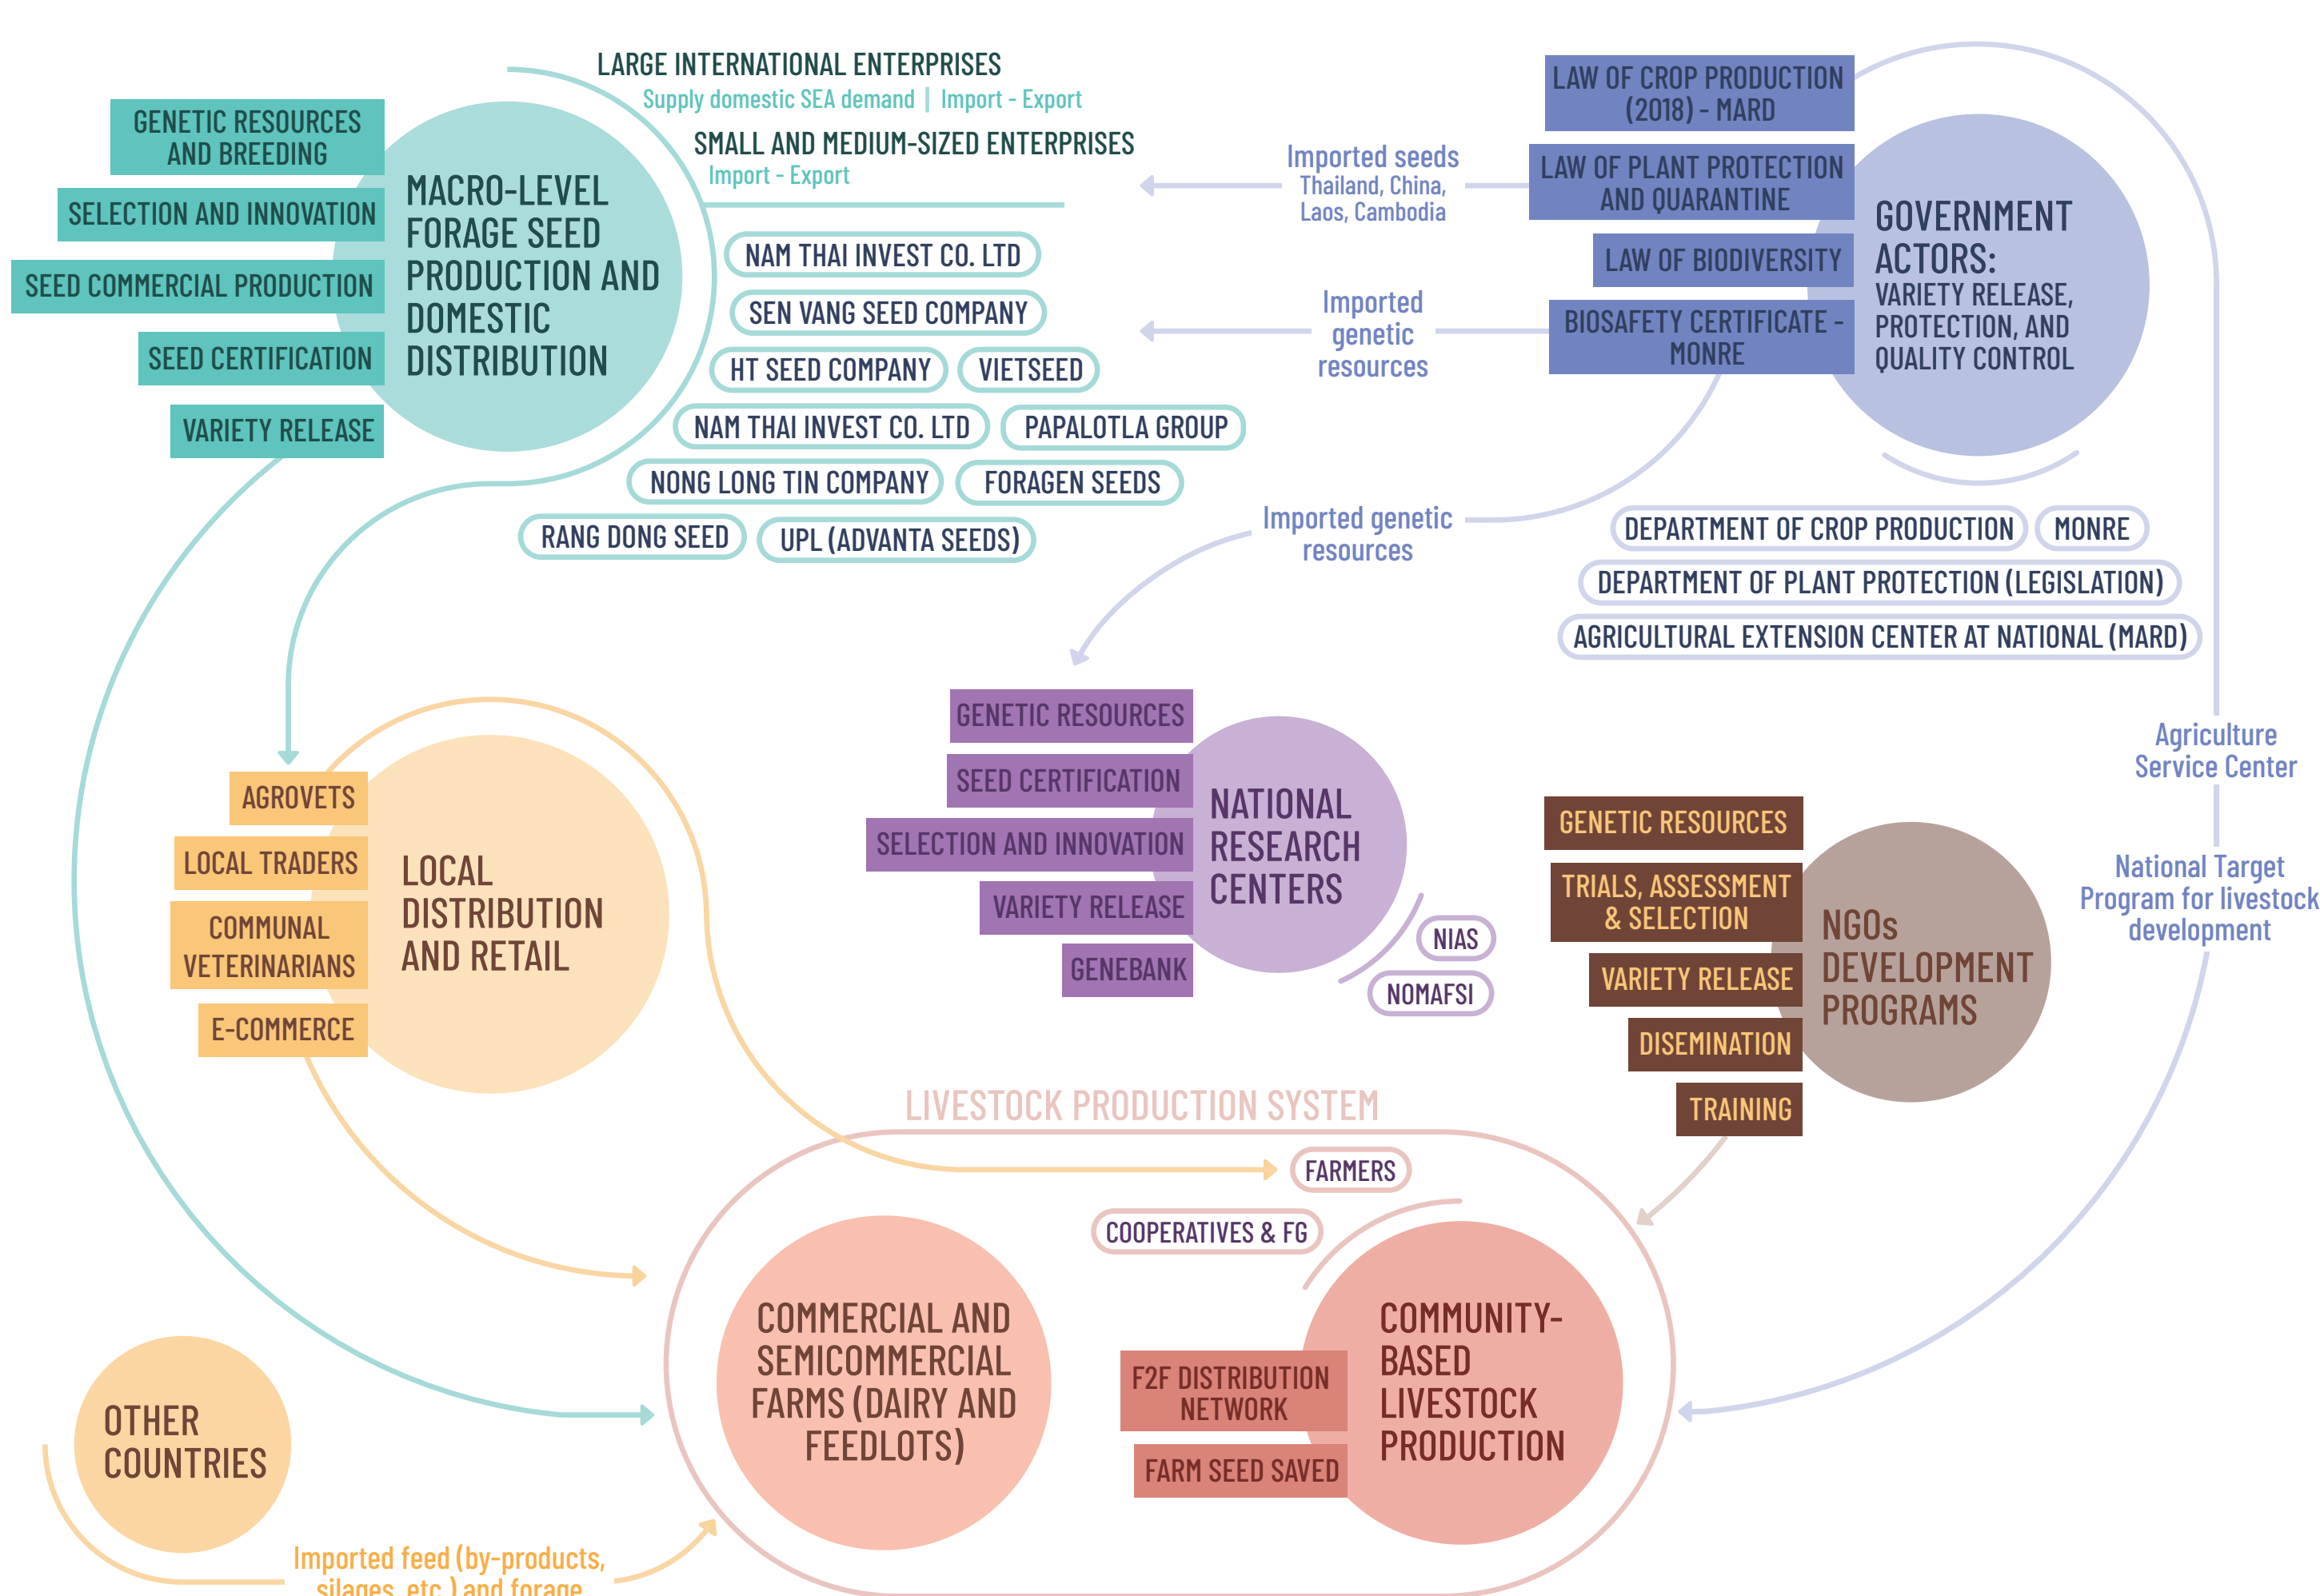 LARGE INTERNATIONAL ENTERPRISES
Supply domestic SEA demand | Import - Export
SMALL AND MEDIUM-SIZED ENTERPRISES
Import - Export
GENETIC RESOURCES
AND BREEDING
SELECTION AND INNOVATION
SEED COMMERCIAL PRODUCTION
SEED CERTIFICATION
VARIETY RELEASE
MACRO-LEVEL
FORAGE SEED
PRODUCTION AND
DOMESTIC
DISTRIBUTION
NAM THAI INVEST CO. LTD
SEN VANG SEED COMPANY
HT SEED COMPANY
VIETSEED
NAM THAI INVEST CO. LTD
PAPALOTLA GROUP
NONG LONG TIN COMPANY
FORAGEN SEEDS
RANG DONG SEED
UPL (ADVANTA SEEDS)
Imported seeds
Thailand, China,
Laos, Cambodia
Imported
genetic
resources
Imported genetic
resources
LAW OF CROP PRODUCTION
(2018) - MARD
LAW OF PLANT PROTECTION
AND QUARANTINE
LAW OF BIODIVERSITY
BIOSAFETY CERTIFICATE -
MONRE
GOVERNMENT
ACTORS:
VARIETY RELEASE,
PROTECTION, AND
QUALITY CONTROL
DEPARTMENT OF CROP PRODUCTION
MONRE
DEPARTMENT OF PLANT PROTECTION (LEGISLATION)
AGRICULTURAL EXTENSION CENTER AT NATIONAL (MARD)
Agriculture
Service Center
National Target
Program for livestock
development
AGROVETS
LOCAL TRADERS
COMMUNAL
VETERINARIANS
E-COMMERCE
LOCAL
DISTRIBUTION
AND RETAIL
GENETIC RESOURCES
SEED CERTIFICATION
SELECTION AND INNOVATION
VARIETY RELEASE
GENEBANK
NATIONAL
RESEARCH
CENTERS
NIAS
NOMAFSI
GENETIC RESOURCES
TRIALS, ASSESSMENT
& SELECTION
VARIETY RELEASE
DISEMINATION
TRAINING
NGOs
DEVELOPMENT
PROGRAMS
LIVESTOCK PRODUCTION SYSTEM
FARMERS
COOPERATIVES & FG
COMMERCIAL AND
SEMICOMMERCIAL
FARMS (DAIRY AND
FEEDLOTS)
F2F DISTRIBUTION
NETWORK
FARM SEED SAVED
COMMUNITY-
BASED
LIVESTOCK
PRODUCTION
OTHER
COUNTRIES
Imported feed (by-products,
silages, etc.) and forage